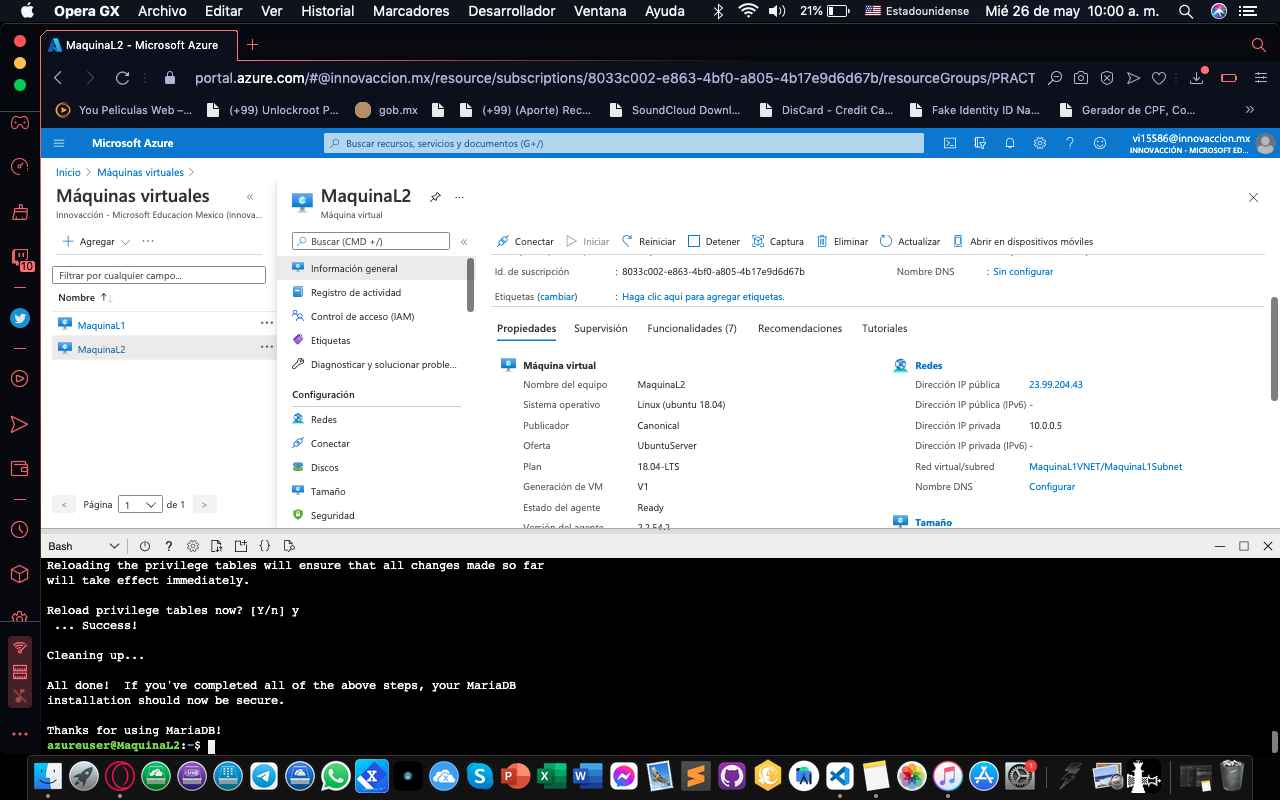 Opera GX Archivo Editar Ver Historial Marcadores Desarrollador Ventana Ayuda 21% Estadounidense Mié 26 de may 10:00 a. m.
MaquinaL2 - Microsoft Azure
portal.azure.com/#@innovaccion.mx/resource/subscriptions/8033c002-e863-4bf0-a805-4b17e9d6d67b/resourceGroups/PRACT
You Peliculas Web –... (+99) Unlockroot P... gob.mx (+99) (Aporte) Rec... SoundCloud Downl... DisCard - Credit Ca... Fake Identity ID Na... Gerador de CPF, Co... »
Microsoft Azure
Buscar recursos, servicios y documentos (G+/)
vi15586@innovaccion.mx
INNOVACCIÓN - MICROSOFT ED...
Inicio > Máquinas virtuales >
Máquinas virtuales «
Innovacción - Microsoft Educacion Mexico (innova...
+ Agregar ...
Filtrar por cualquier campo...
Nombre ↑↓
MaquinaL1 ...
MaquinaL2 ...
< Página 1 de 1 >
MaquinaL2 ...
Máquina virtual
Buscar (CMD +/) «
Información general
Registro de actividad
Control de acceso (IAM)
Etiquetas
Diagnosticar y solucionar proble...
Configuración
Redes
Conectar
Discos
Tamaño
Seguridad
Conectar Iniciar Reiniciar Detener Captura Eliminar Actualizar Abrir en dispositivos móviles
Id. de suscripción : 8033c002-e863-4bf0-a805-4b17e9d6d67b
Nombre DNS : Sin configurar
Etiquetas (cambiar) : Haga clic aquí para agregar etiquetas.
Propiedades Supervisión Funcionalidades (7) Recomendaciones Tutoriales
Máquina virtual
Nombre del equipo MaquinaL2
Sistema operativo Linux (ubuntu 18.04)
Publicador Canonical
Oferta UbuntuServer
Plan 18.04-LTS
Generación de VM V1
Estado del agente Ready
Versión del agente 2.2.54.2
Redes
Dirección IP pública 23.99.204.43
Dirección IP pública (IPv6) -
Dirección IP privada 10.0.0.5
Dirección IP privada (IPv6) -
Red virtual/subred MaquinaL1VNET/MaquinaL1Subnet
Nombre DNS Configurar
Tamaño
10
Bash ? {}
Reloading the privilege tables will ensure that all changes made so far
will take effect immediately.
Reload privilege tables now? [Y/n] y
... Success!
Cleaning up...
All done! If you've completed all of the above steps, your MariaDB
installation should now be secure.
Thanks for using MariaDB!
azureuser@MaquinaL2:~$
1